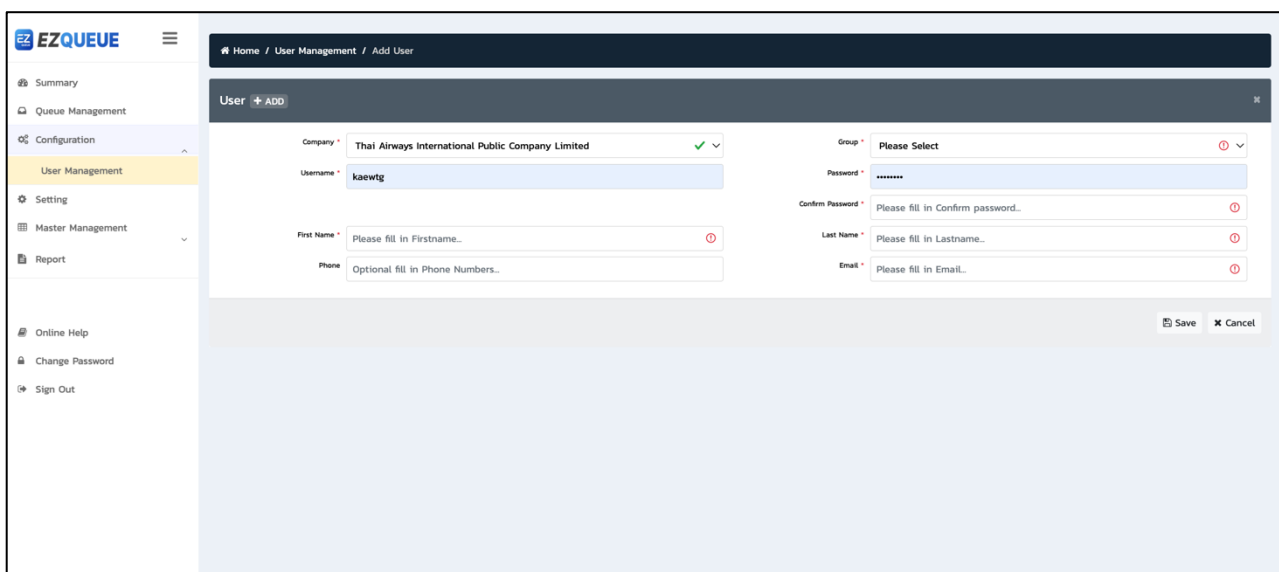 EZ EZQUEUE
Home / User Management / Add User
Summary
Queue Management
Configuration
User Management
Setting
Master Management
Report
Online Help
Change Password
Sign Out
User + ADD
Company * Thai Airways International Public Company Limited
Group * Please Select
Username * kaewtg
Password * ••••••••
Confirm Password * Please fill in Confirm password...
First Name * Please fill in Firstname...
Last Name * Please fill in Lastname...
Phone Optional fill in Phone Numbers...
Email * Please fill in Email...
Save
Cancel